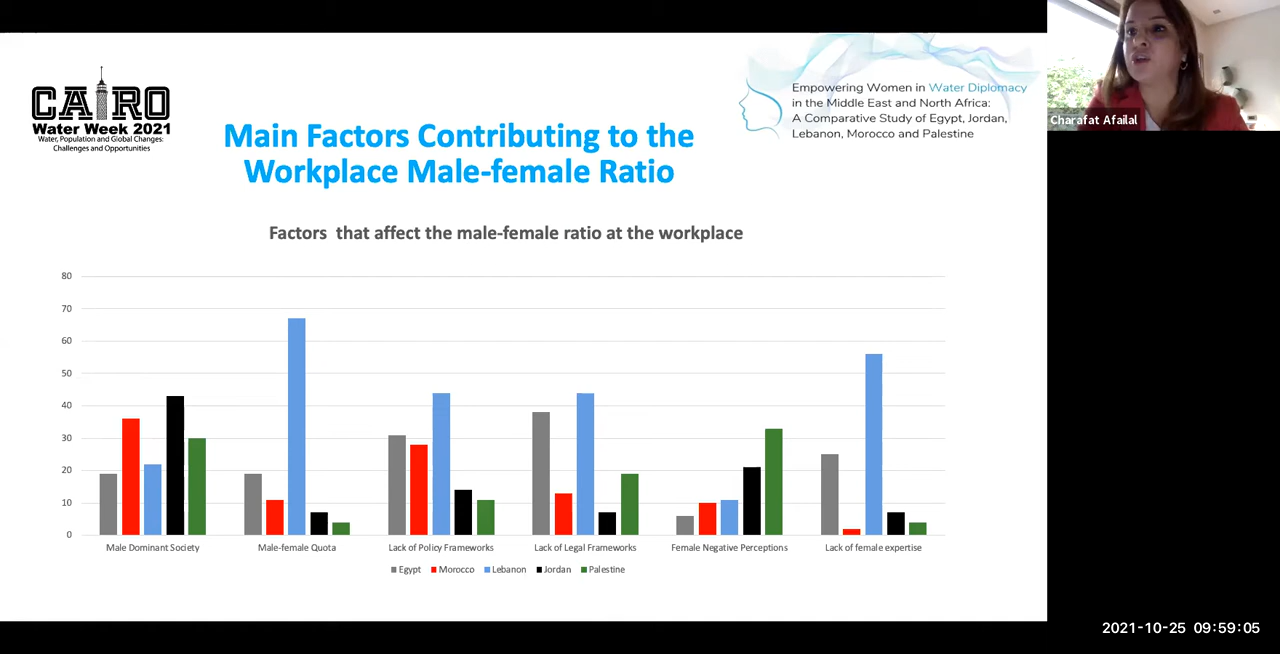 CAIRO
Water Week 2021
Water, Population and Global Changes:
Challenges and Opportunities
Empowering Women in Water Diplomacy
in the Middle East and North Africa:
A Comparative Study of Egypt, Jordan,
Lebanon, Morocco and Palestine
Charafat Afailal
Main Factors Contributing to the
Workplace Male-female Ratio
Factors that affect the male-female ratio at the workplace
80
70
60
50
40
30
20
10
0
Male Dominant Society Male-female Quota Lack of Policy Frameworks Lack of Legal Frameworks Female Negative Perceptions Lack of female expertise
Egypt Morocco Lebanon Jordan Palestine
2021-10-25 09:59:05